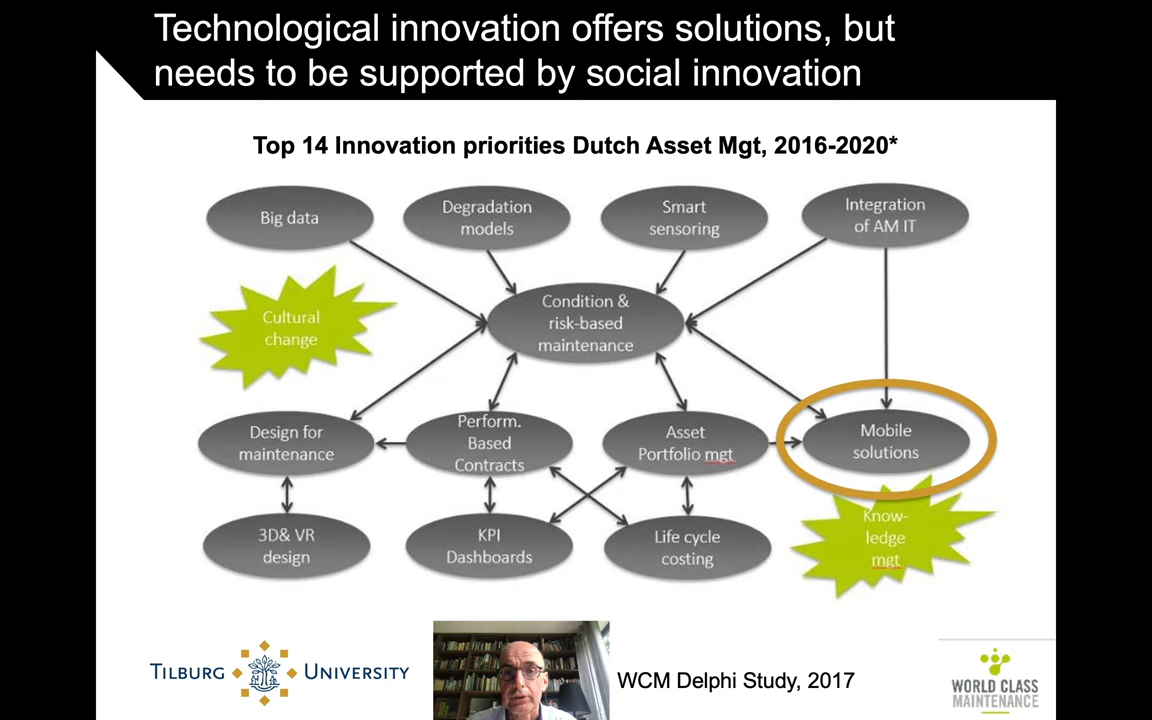 Technological innovation offers solutions, but
needs to be supported by social innovation
Top 14 Innovation priorities Dutch Asset Mgt, 2016-2020*
Big data
Degradation
models
Smart
sensoring
Integration
of AM IT
Cultural
change
Condition &
risk-based
maintenance
Design for
maintenance
Perform.
Based
Contracts
Asset
Portfolio mgt
Mobile
solutions
3D& VR
design
KPI
Dashboards
Life cycle
costing
Know-
ledge
mgt
TILBURG UNIVERSITY
WCM Delphi Study, 2017
WORLD CLASS
MAINTENANCE